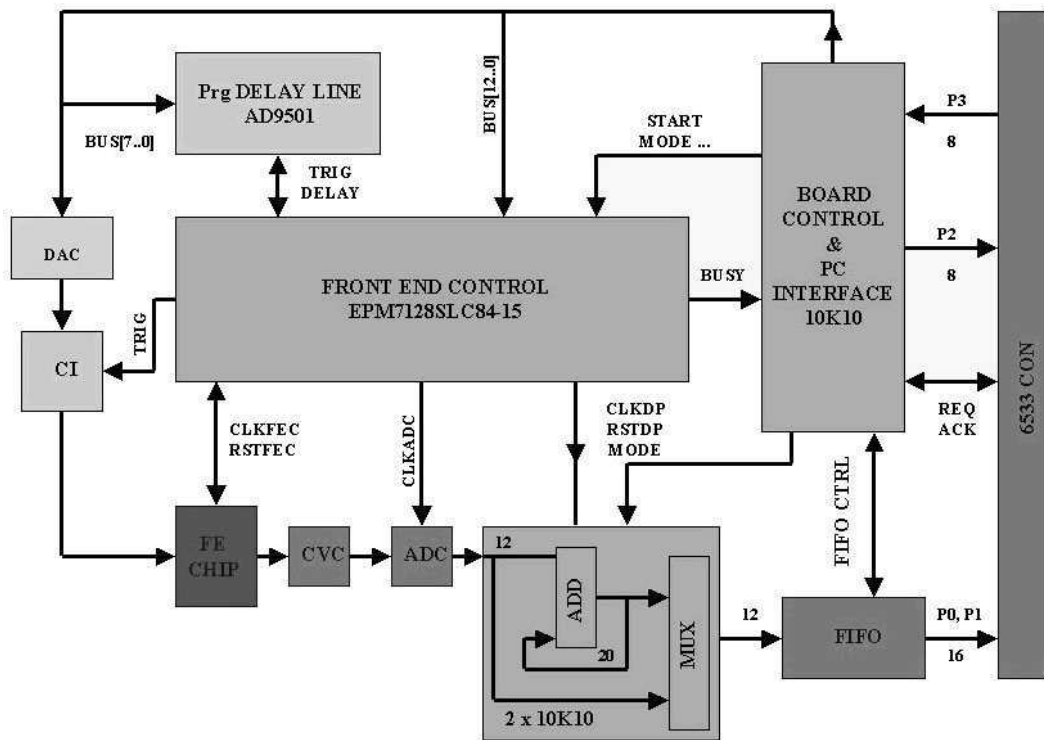 Prg DELAY LINE
AD9501
BUS[7..0]
BUS[12..0]
TRIG
DELAY
START
MODE ...
P3
8
BOARD
CONTROL
&
PC
INTERFACE
10K10
P2
8
DAC
FRONT END CONTROL
EPM7128SLC84-15
BUSY
TRIG
CI
REQ
ACK
6533 CON
CLKFEC
RSTFEC
CLKADC
CLKDP
RSTDP
MODE
FIFO CTRL
FE
CHIP
CVC
ADC
12
ADD
20
MUX
2 x 10K10
12
FIFO
P0, P1
16